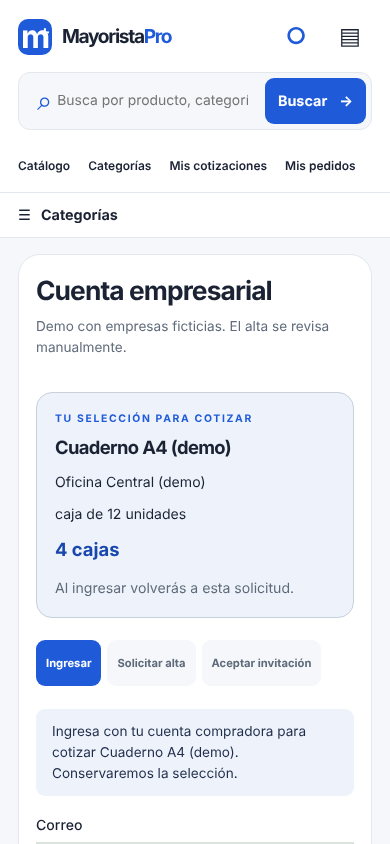 m MayoristaPro
Busca por producto, categorí
Buscar →
Catálogo Categorías Mis cotizaciones Mis pedidos
☰ Categorías
Cuenta empresarial
Demo con empresas ficticias. El alta se revisa
manualmente.
TU SELECCIÓN PARA COTIZAR
Cuaderno A4 (demo)
Oficina Central (demo)
caja de 12 unidades
4 cajas
Al ingresar volverás a esta solicitud.
Ingresar Solicitar alta Aceptar invitación
Ingresa con tu cuenta compradora para
cotizar Cuaderno A4 (demo).
Conservaremos la selección.
Correo